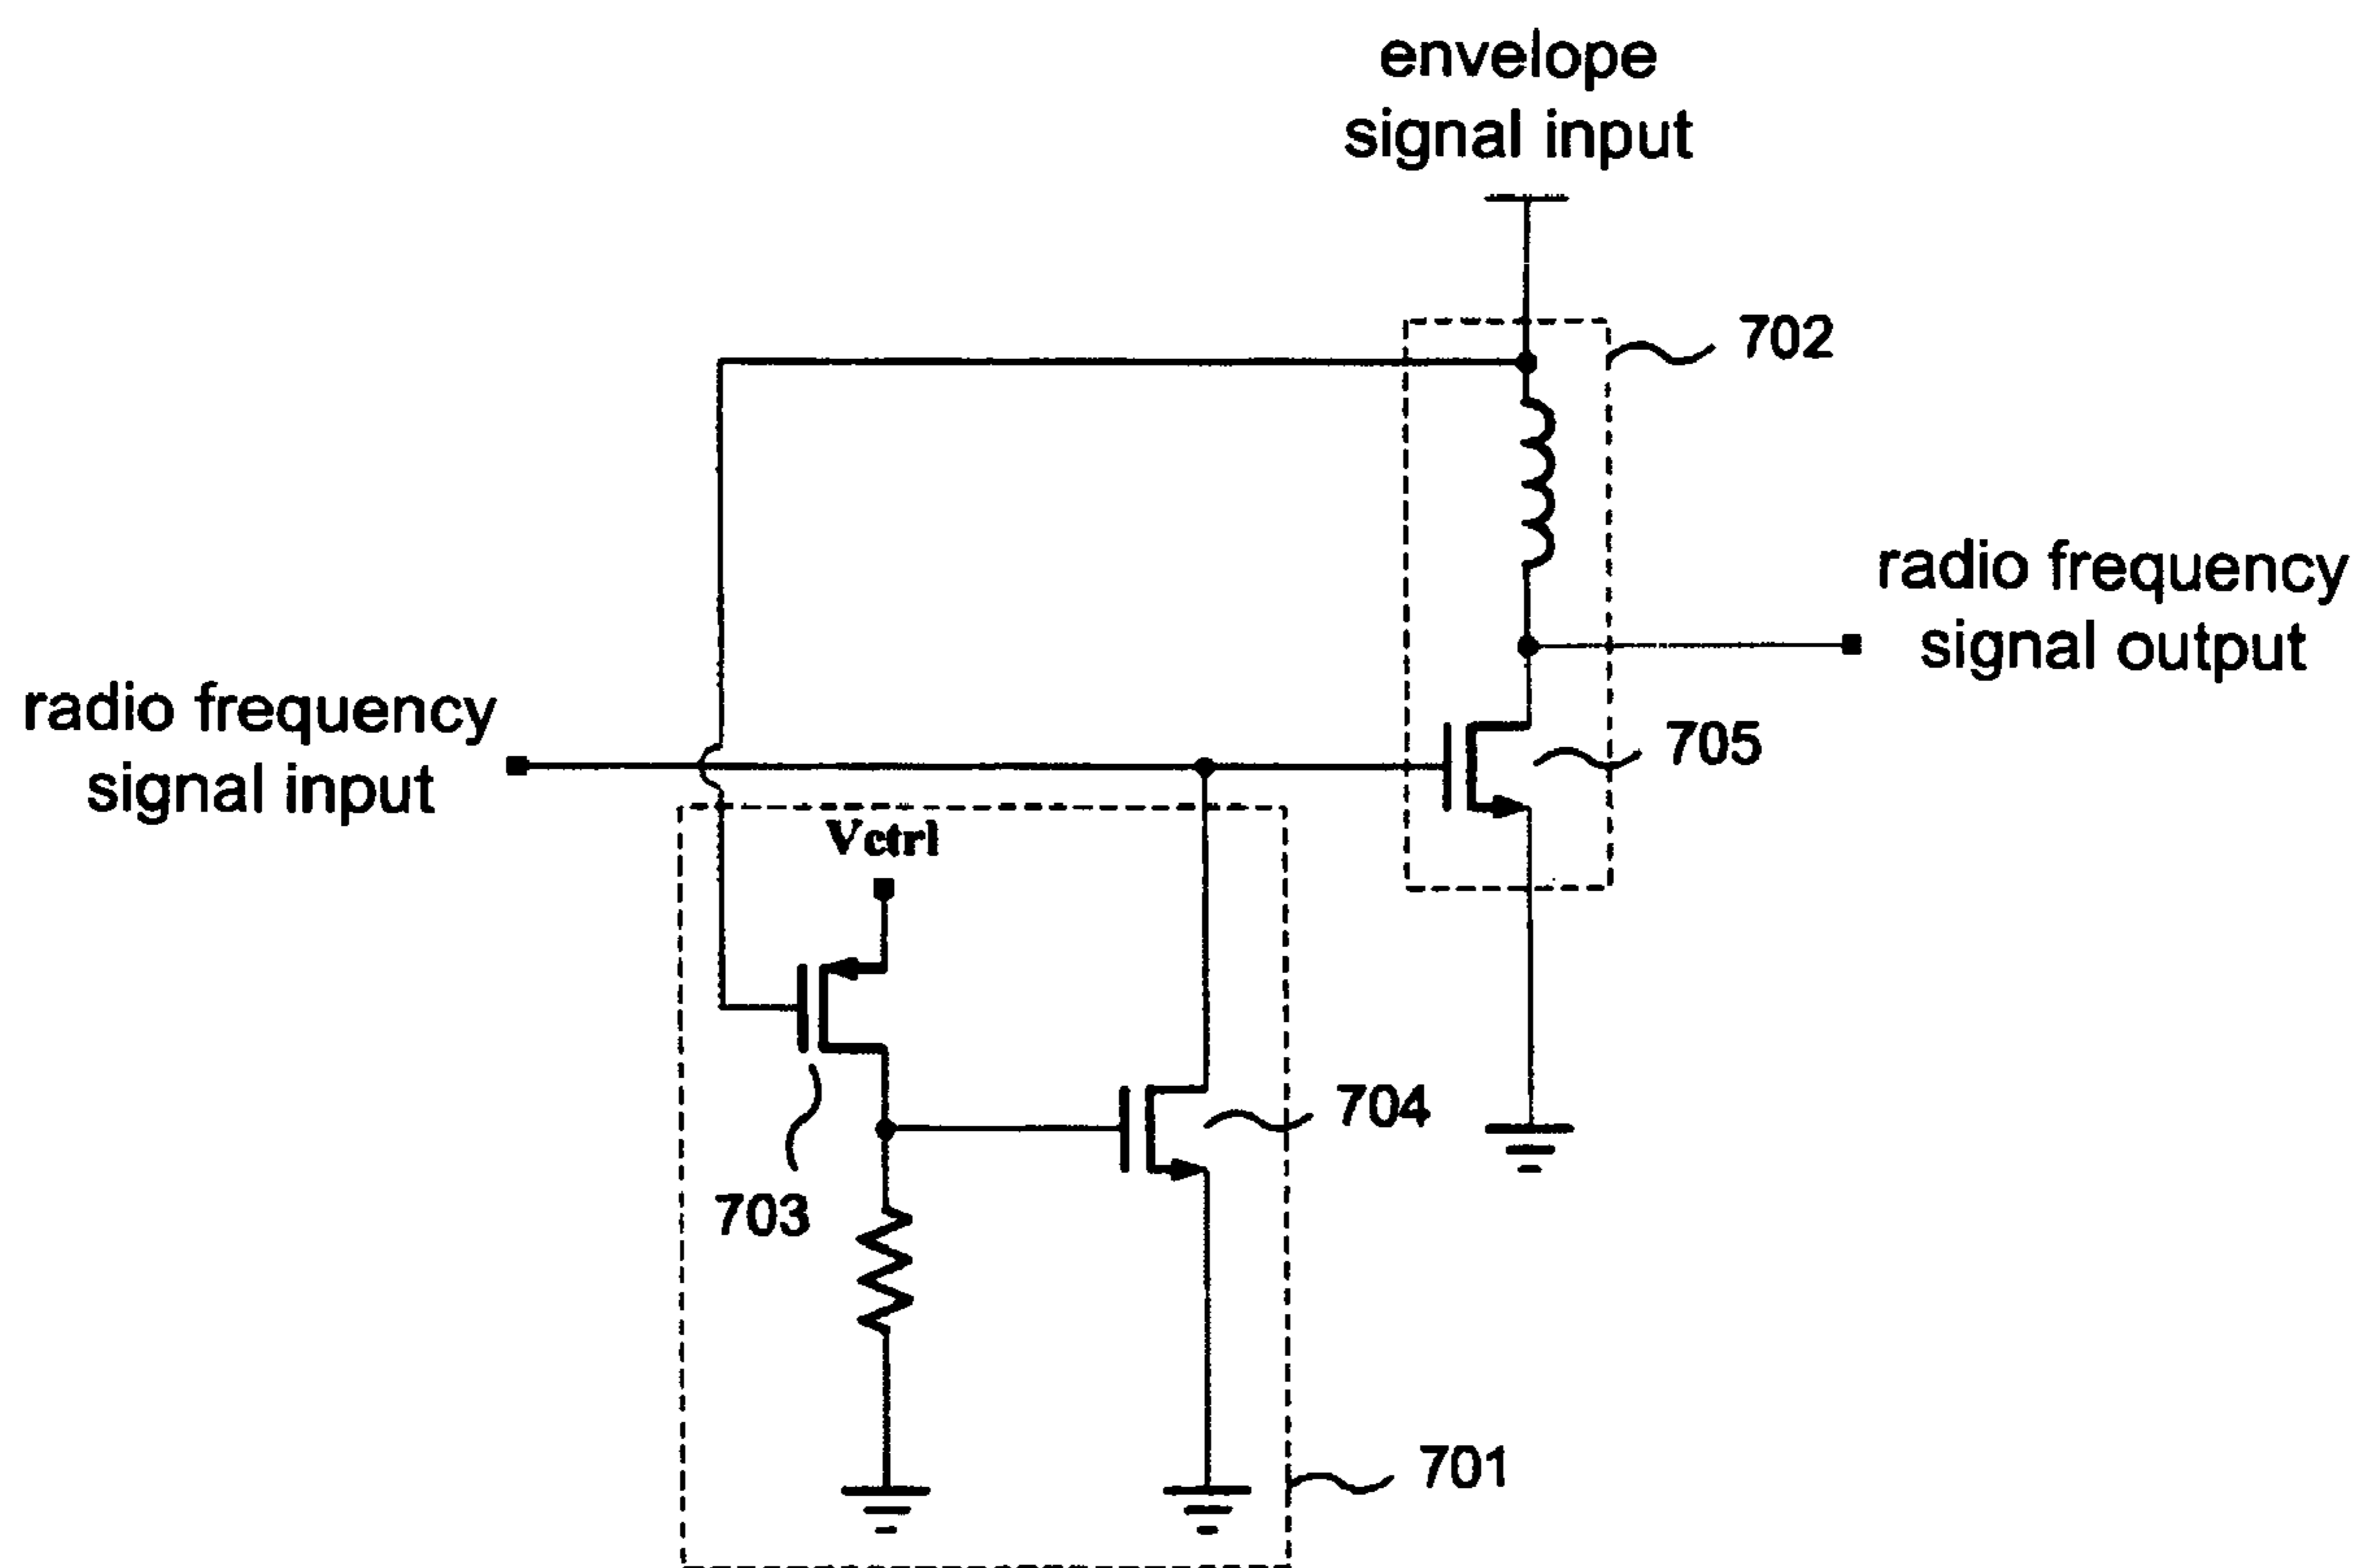 envelope
signal input
702
radio frequency
signal output
radio frequency
signal input
705
Vctrl
704
703
701